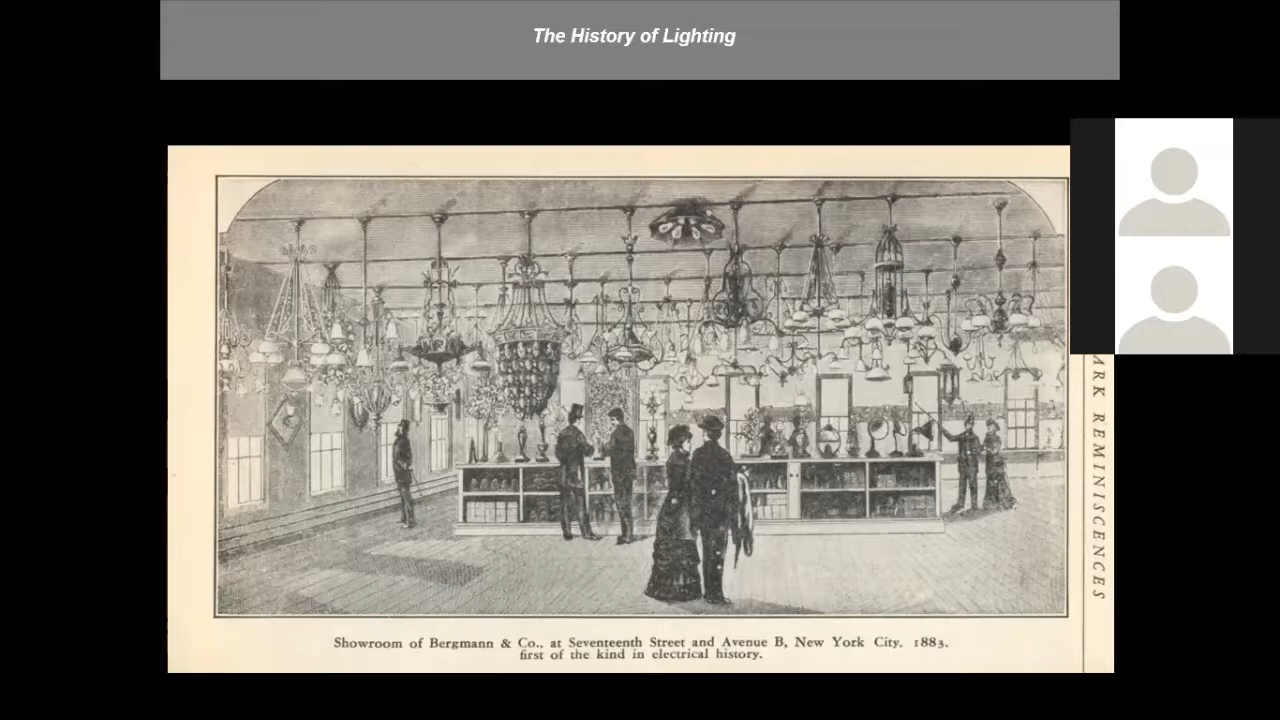 The History of Lighting
ARK REMINISCENCES
Showroom of Bergmann & Co., at Seventeenth Street and Avenue B, New York City, 1883,
first of the kind in electrical history.